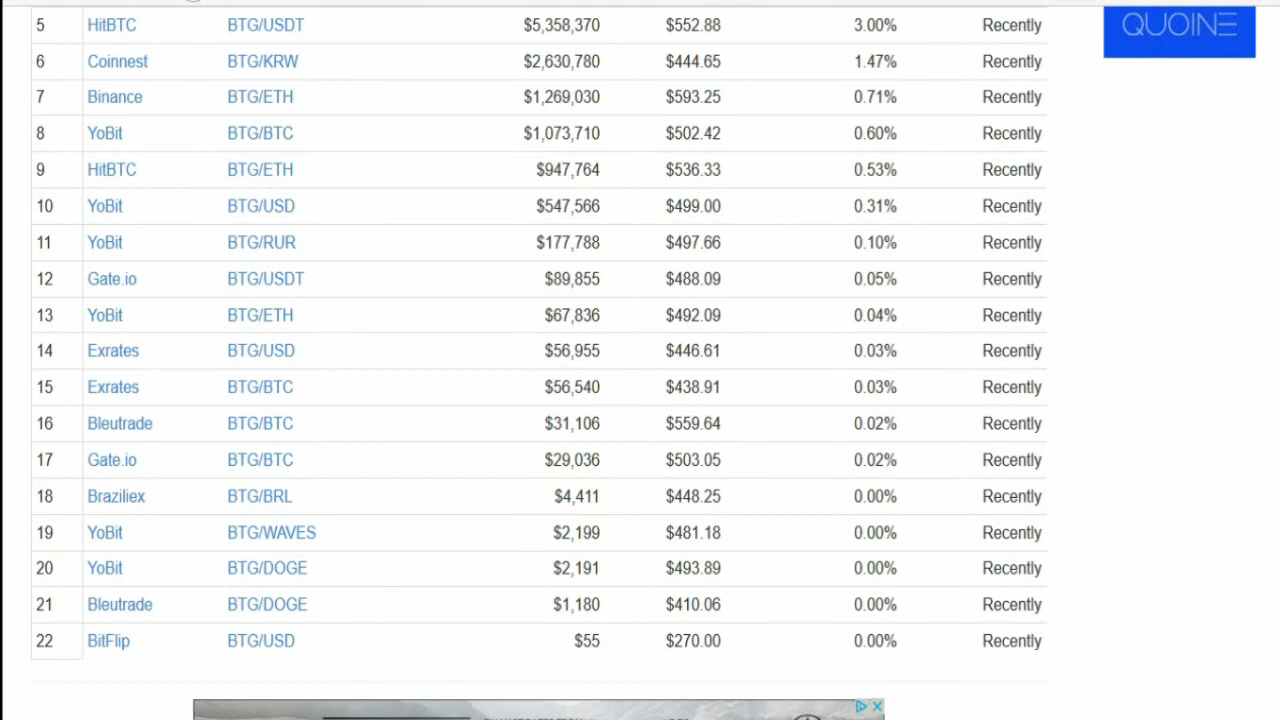 5 HitBTC BTG/USDT $5,358,370 $552.88 3.00% Recently
QUOINE
6 Coinnest BTG/KRW $2,630,780 $444.65 1.47% Recently
7 Binance BTG/ETH $1,269,030 $593.25 0.71% Recently
8 YoBit BTG/BTC $1,073,710 $502.42 0.60% Recently
9 HitBTC BTG/ETH $947,764 $536.33 0.53% Recently
10 YoBit BTG/USD $547,566 $499.00 0.31% Recently
11 YoBit BTG/RUR $177,788 $497.66 0.10% Recently
12 Gate.io BTG/USDT $89,855 $488.09 0.05% Recently
13 YoBit BTG/ETH $67,836 $492.09 0.04% Recently
14 Exrates BTG/USD $56,955 $446.61 0.03% Recently
15 Exrates BTG/BTC $56,540 $438.91 0.03% Recently
16 Bleutrade BTG/BTC $31,106 $559.64 0.02% Recently
17 Gate.io BTG/BTC $29,036 $503.05 0.02% Recently
18 Braziliex BTG/BRL $4,411 $448.25 0.00% Recently
19 YoBit BTG/WAVES $2,199 $481.18 0.00% Recently
20 YoBit BTG/DOGE $2,191 $493.89 0.00% Recently
21 Bleutrade BTG/DOGE $1,180 $410.06 0.00% Recently
22 BitFlip BTG/USD $55 $270.00 0.00% Recently